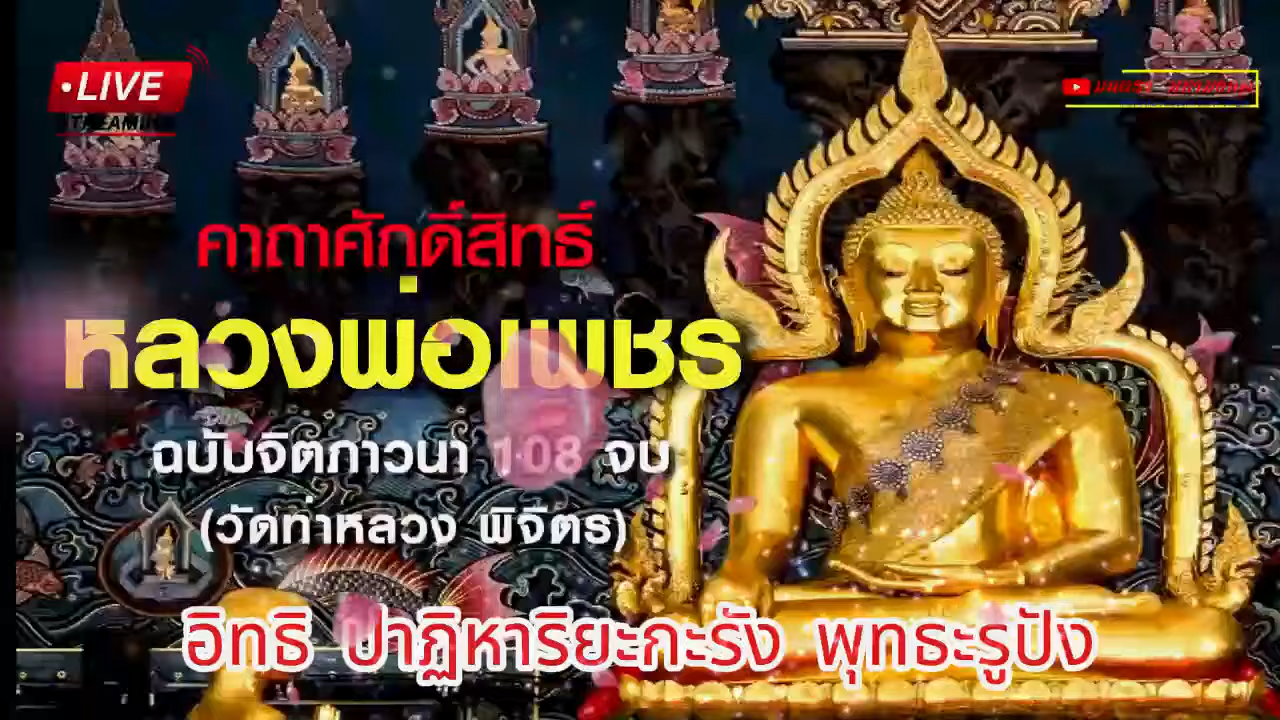 LIVE
STREAMING
คาถาศักดิ์สิทธิ์
หลวงพ่อเพชร
ฉบับจิตภาวนา 108 จบ
(วัดท่าหลวง พิจิตร)
อิทธิ ปาฏิหาริยะกะรัง พุทธะรูปัง